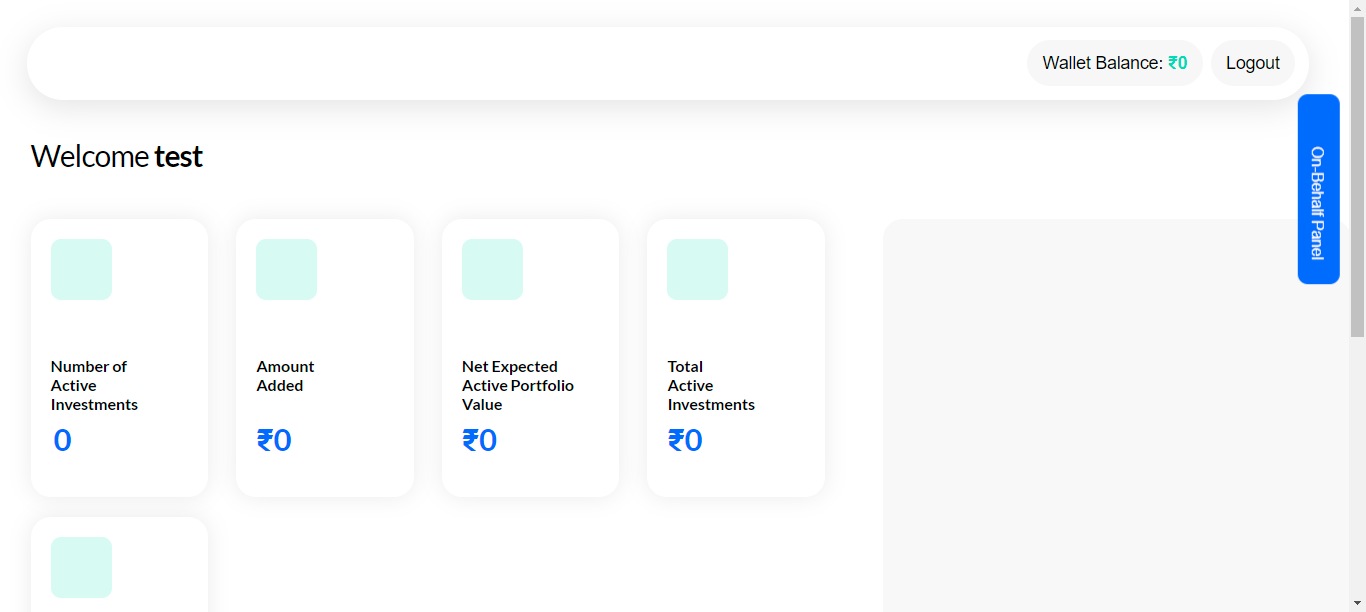 Wallet Balance: ₹0
Logout
On-Behalf Panel
Welcome test
Number of
Active
Investments
0
Amount
Added
₹0
Net Expected
Active Portfolio
Value
₹0
Total
Active
Investments
₹0